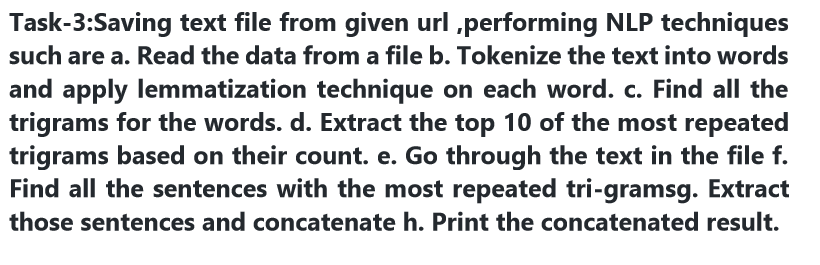 Task-3:Saving text file from given url ,performing NLP techniques
such are a. Read the data from a file b. Tokenize the text into words
and apply lemmatization technique on each word. c. Find all the
trigrams for the words. d. Extract the top 10 of the most repeated
trigrams based on their count. e. Go through the text in the file f.
Find all the sentences with the most repeated tri-gramsg. Extract
those sentences and concatenate h. Print the concatenated result.